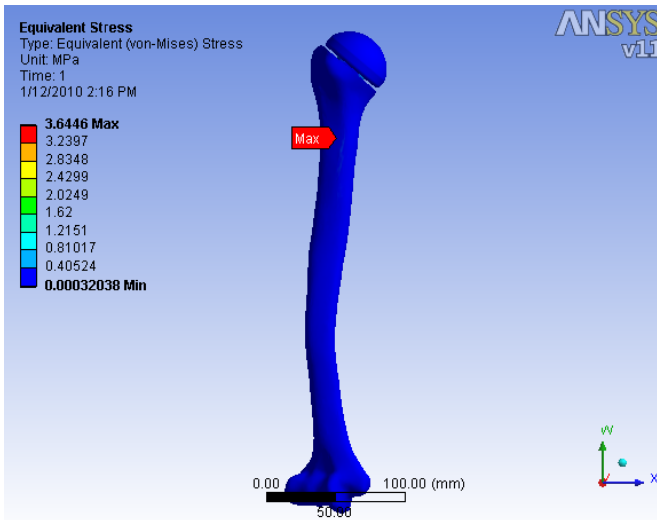 Equivalent Stress
Type: Equivalent (von-Mises) Stress
Unit: MPa
Time: 1
1/12/2010 2:16 PM
3.6446 Max
3.2397
2.8348
2.4299
2.0249
1.62
1.2151
0.81017
0.40524
0.00032038 Min
ANSYS
v11
Max
0.00 100.00 (mm)
50.00
X